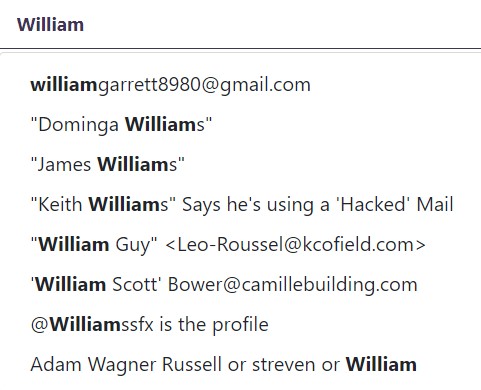 William
williamgarrett8980@gmail.com
"Dominga Williams"
"James Williams"
"Keith Williams" Says he's using a 'Hacked' Mail
"William Guy" <Leo-Roussel@kcofield.com>
'William Scott' Bower@camillebuilding.com
@Williamssfx is the profile
Adam Wagner Russell or streven or William